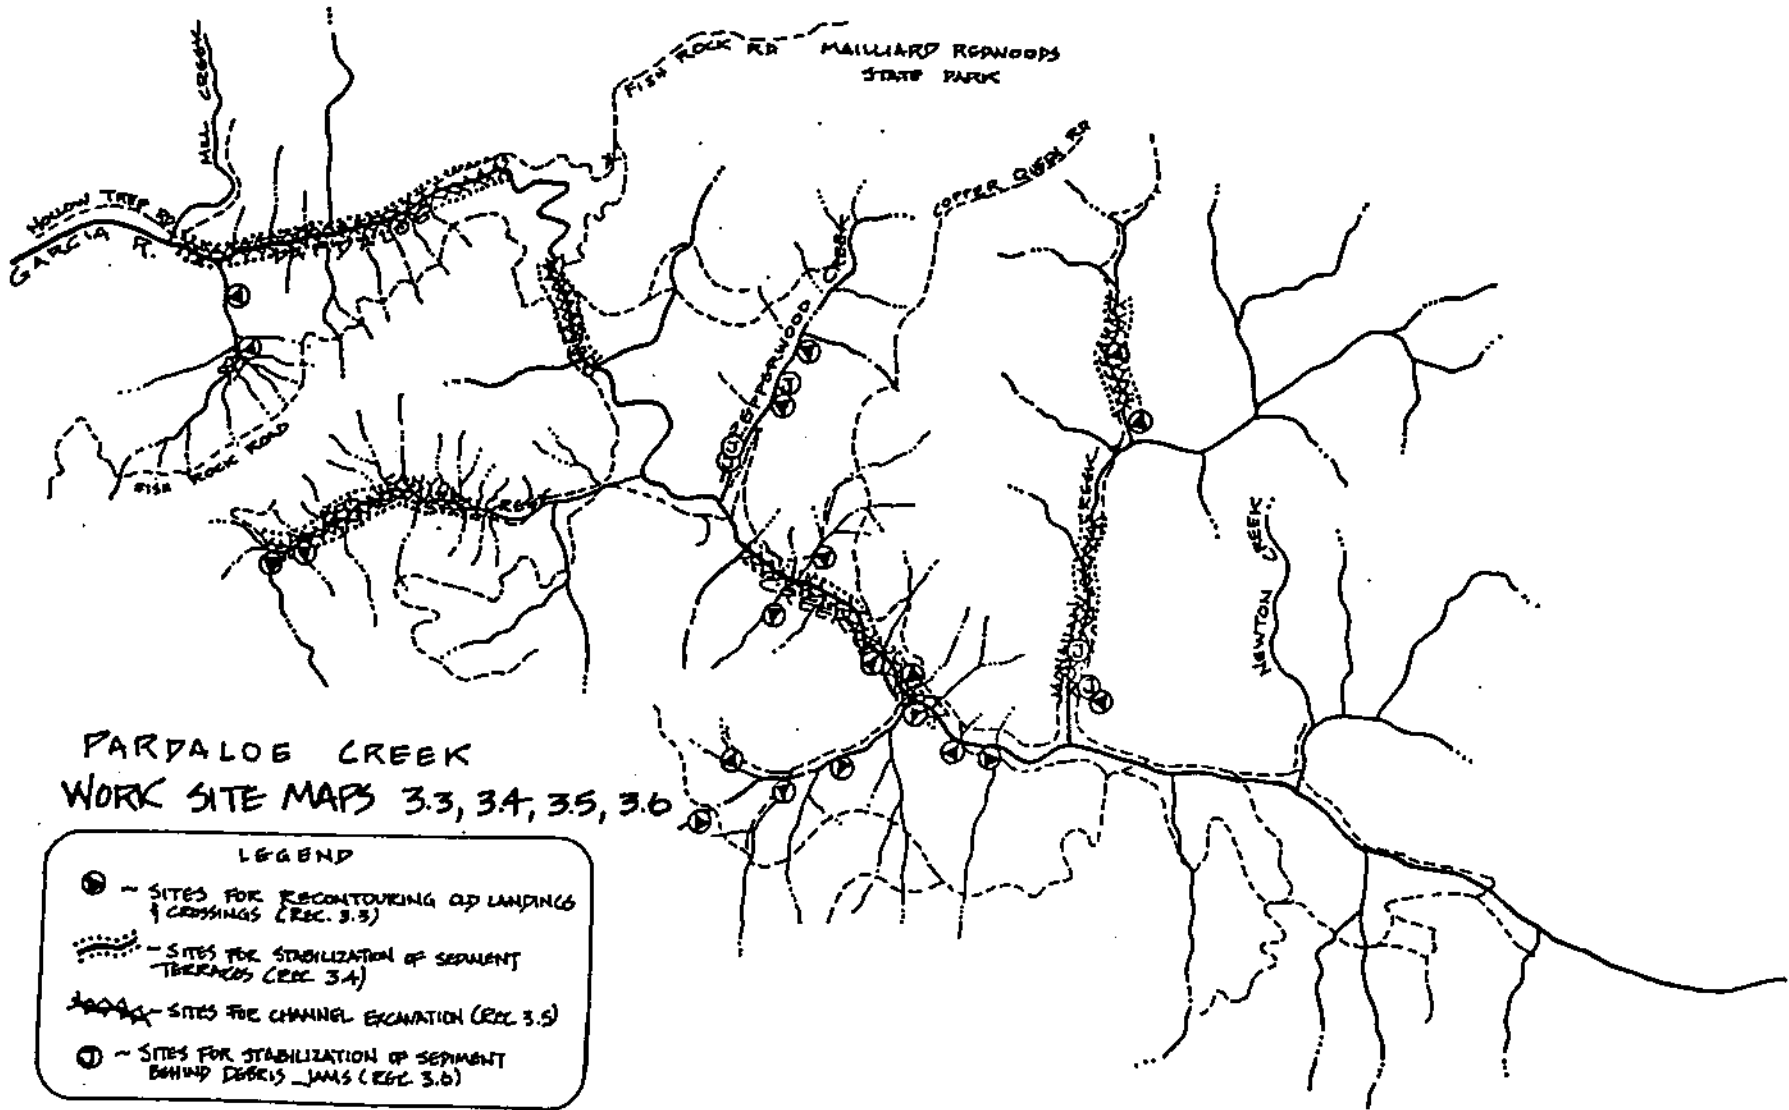 FISH ROCK RD
MAILLIARD REDWOODS
STATE PARK
MILL CREEK
COPPER QUEEN RD
HOLLOW TREE RD
GARCIA R.
PEPPERWOOD CREEK
FISH ROCK ROAD
CREEK
CREEK
NEWTON CREEK
PARDALOE CREEK
WORK SITE MAPS 3.3, 3.4, 3.5, 3.6
LEGEND
~ SITES FOR RECONTOURING OLD LANDINGS
& CROSSINGS (REC. 3.3)
~ SITES FOR STABILIZATION OF SEDIMENT
TERRACES (REC. 3.4)
~ SITES FOR CHANNEL EXCAVATION (REC. 3.5)
J ~ SITES FOR STABILIZATION OF SEDIMENT
BEHIND DEBRIS JAMS (REC. 3.6)